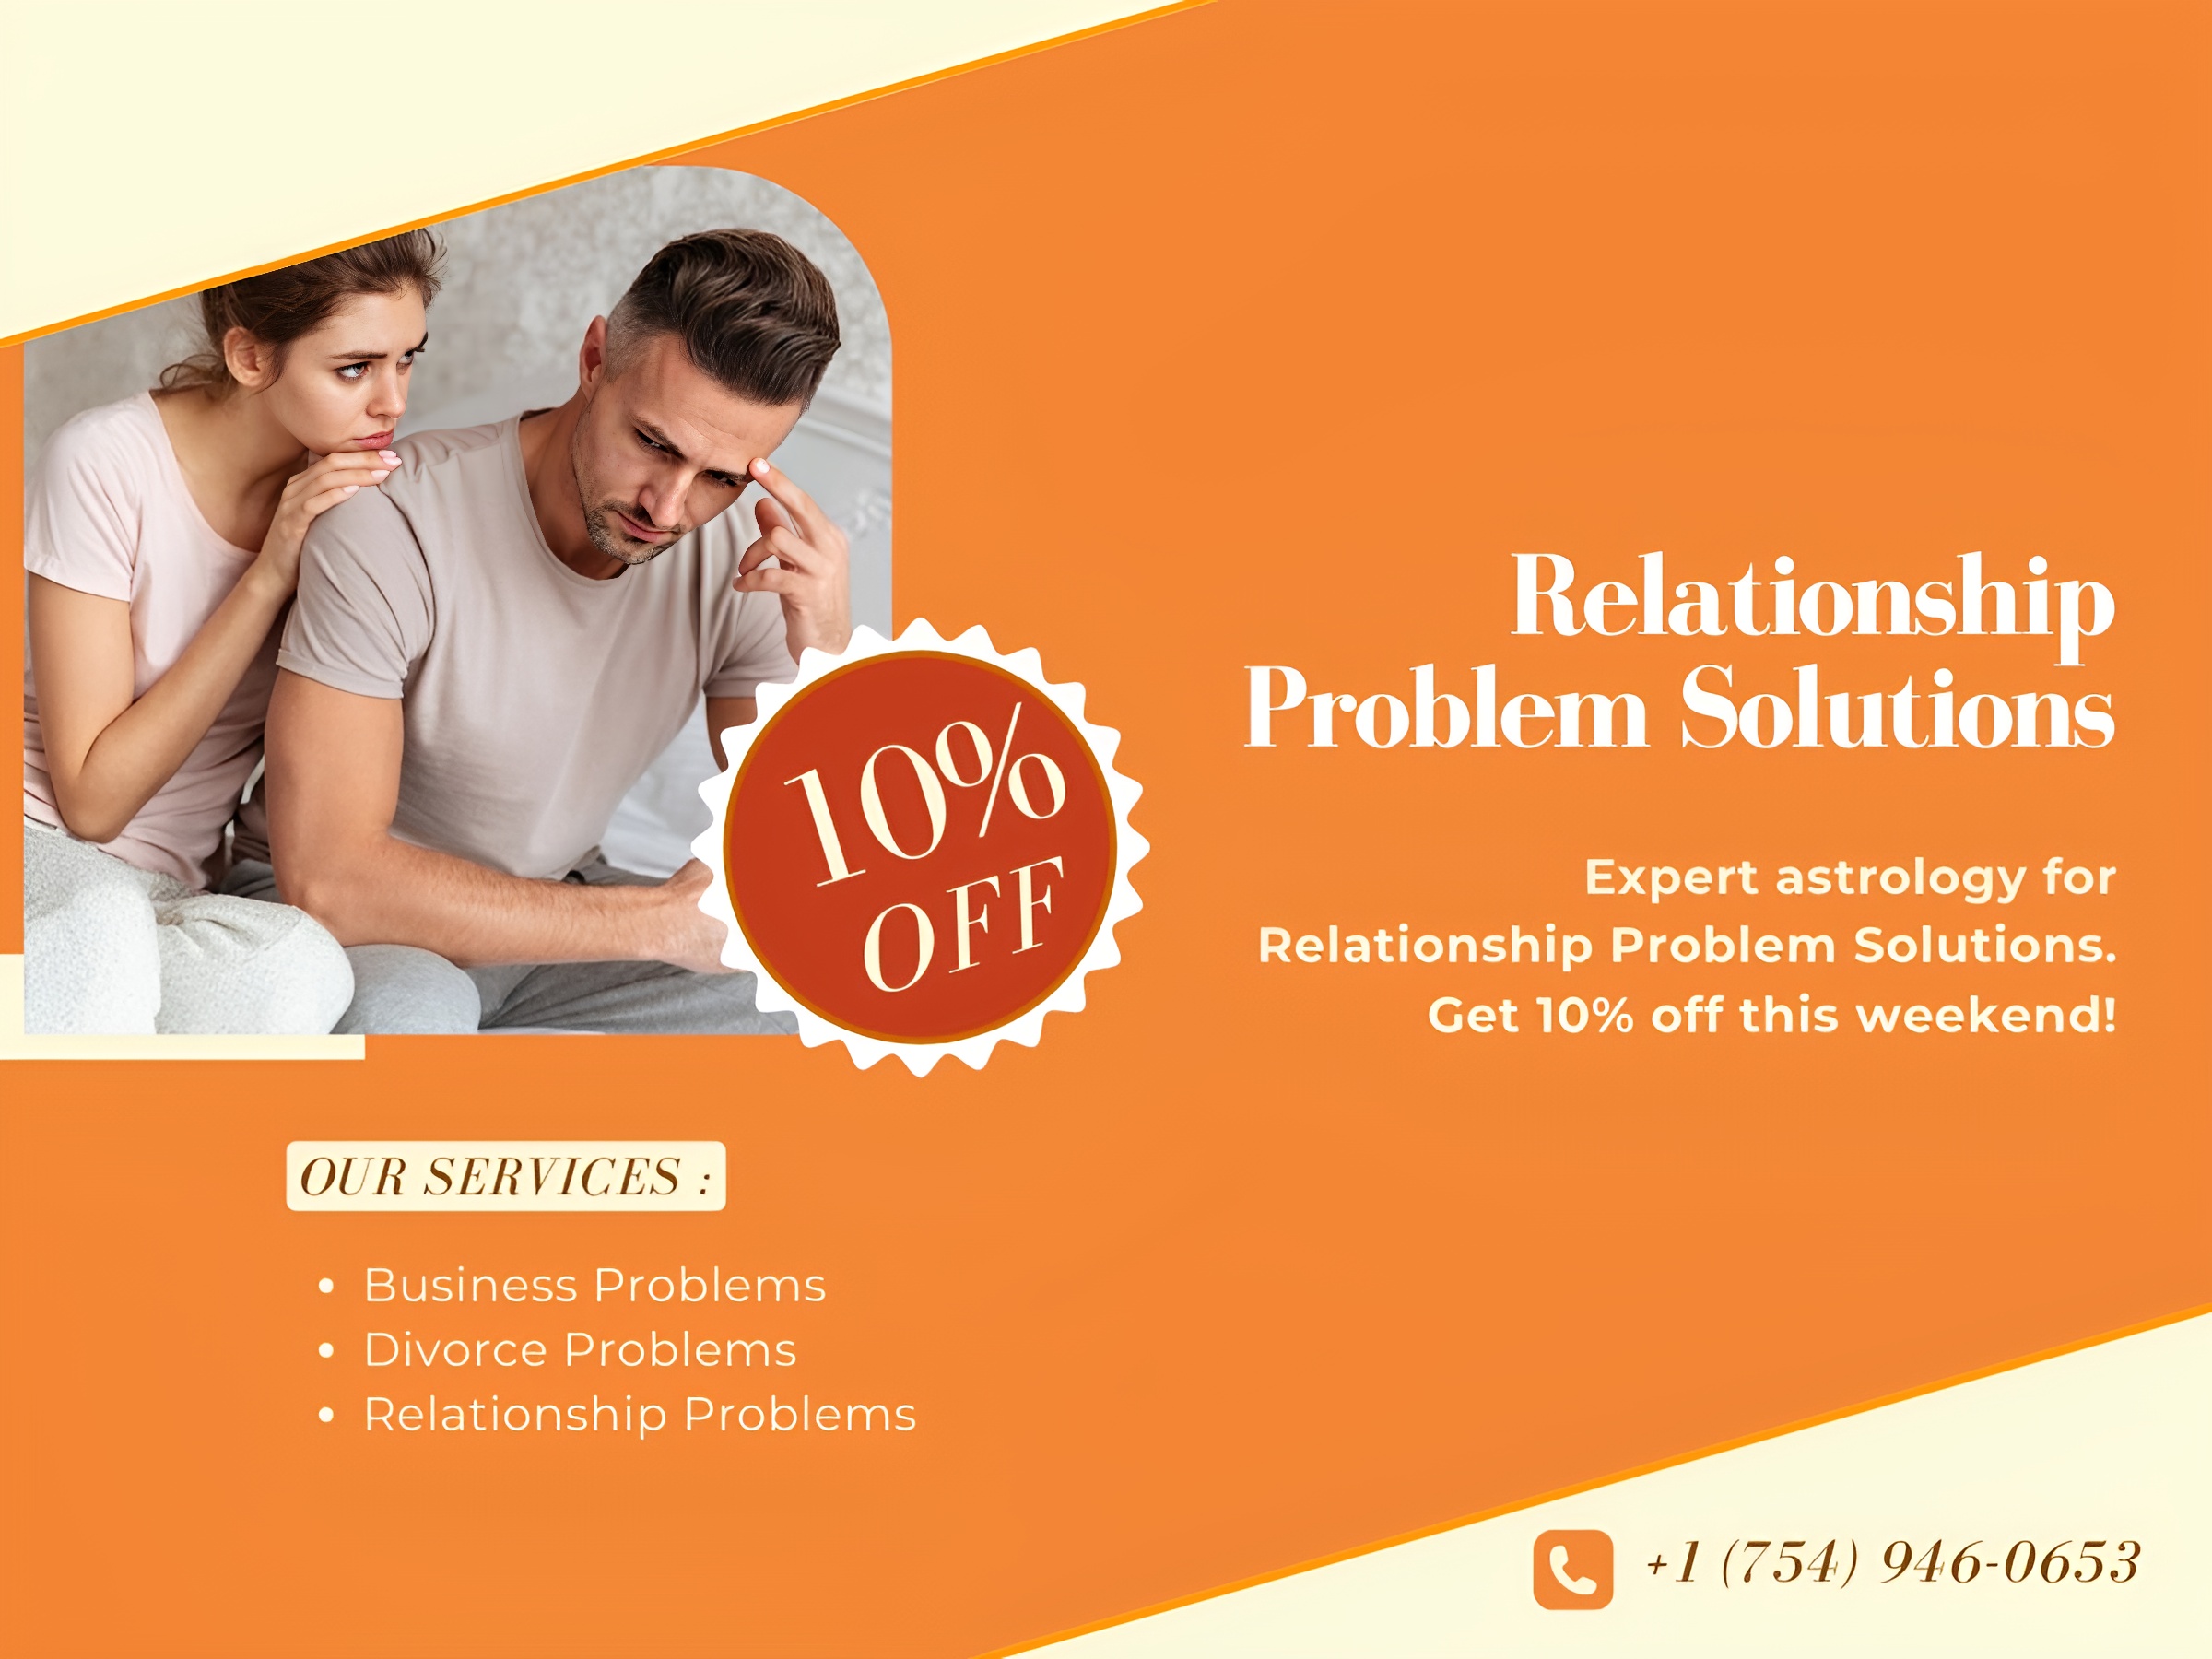 10%
OFF
Relationship
Problem Solutions
Expert astrology for
Relationship Problem Solutions.
Get 10% off this weekend!
OUR SERVICES :
• Business Problems
• Divorce Problems
• Relationship Problems
+1 (754) 946-0653